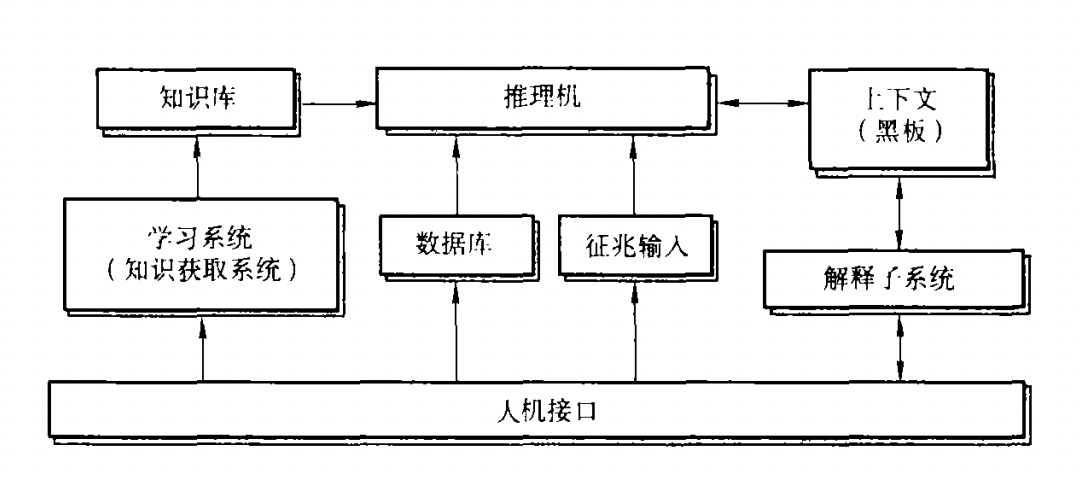 知识库
推理机
上下文
（黑板）
学习系统
（知识获取系统）
数据库
征兆输入
解释子系统
人机接口